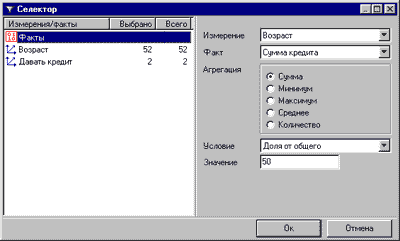 Селектор
Измерения/факты Выбрано Всего
Факты
Возраст 52 52
Давать кредит 2 2
Измерение Возраст
Факт Сумма кредита
Агрегация
Сумма
Минимум
Максимум
Среднее
Количество
Условие Доля от общего
Значение 50
Ок Отмена